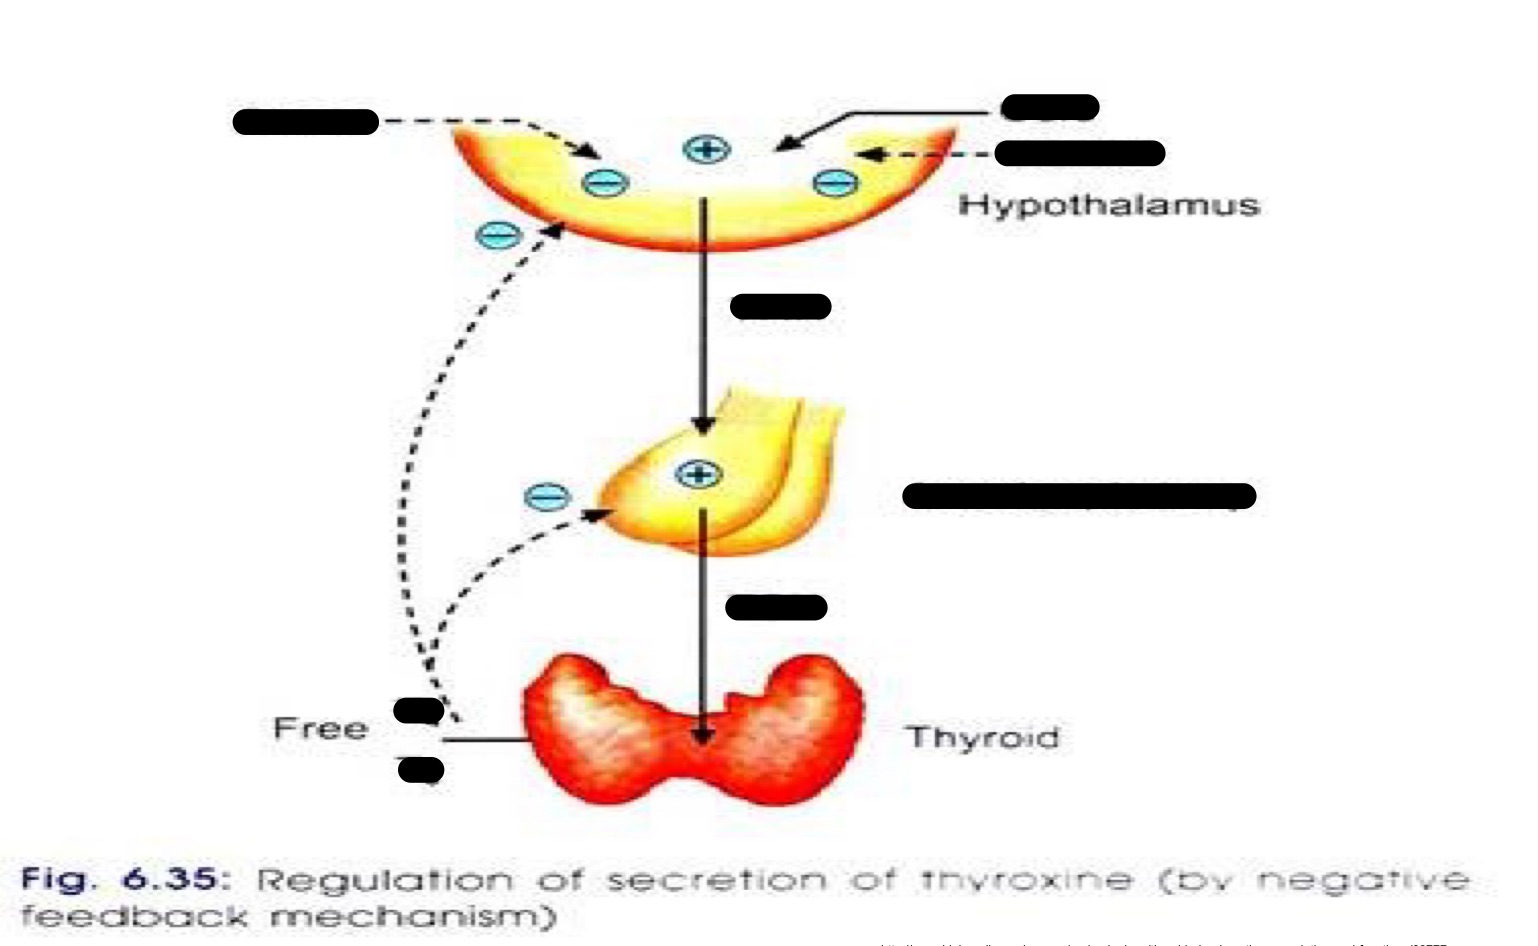 Hypothalamus
Free
Thyroid
Fig. 6.35: Regulation of secretion of thyroxine (by negative
feedback mechanism)